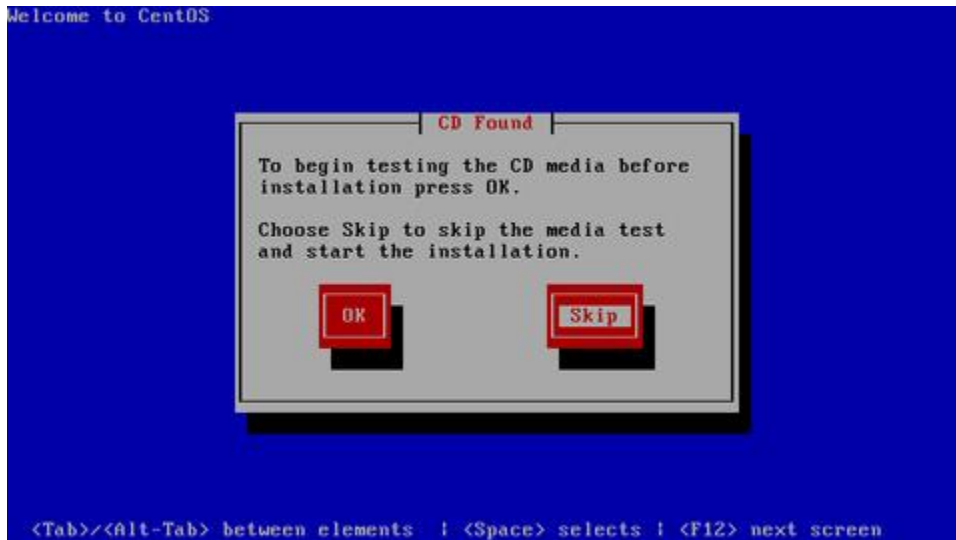 Welcome to CentOS
CD Found
To begin testing the CD media before
installation press OK.
Choose Skip to skip the media test
and start the installation.
OK Skip
<Tab>/<Alt-Tab> between elements | <Space> selects | <F12> next screen